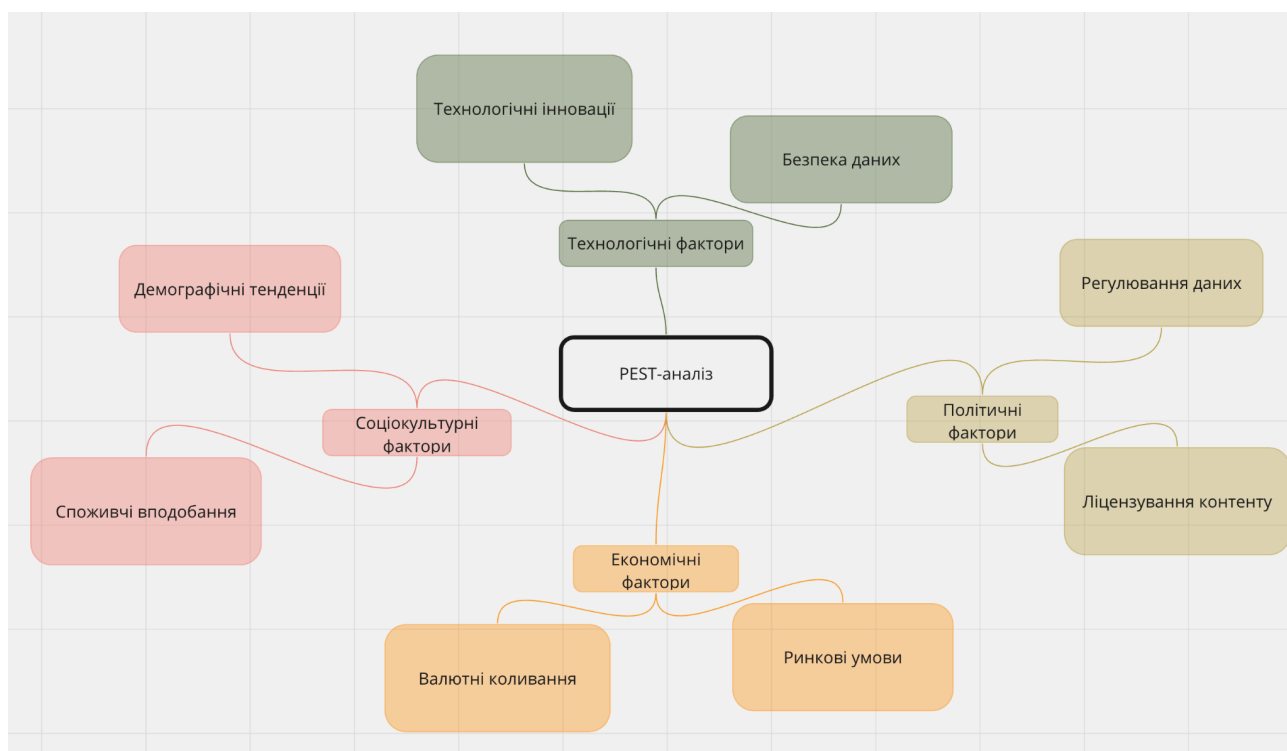 Технологічні інновації
Безпека даних
Технологічні фактори
Демографічні тенденції
Регулювання даних
PEST-аналіз
Соціокультурні
фактори
Політичні
фактори
Споживчі вподобання
Ліцензування контенту
Економічні
фактори
Валютні коливання
Ринкові умови